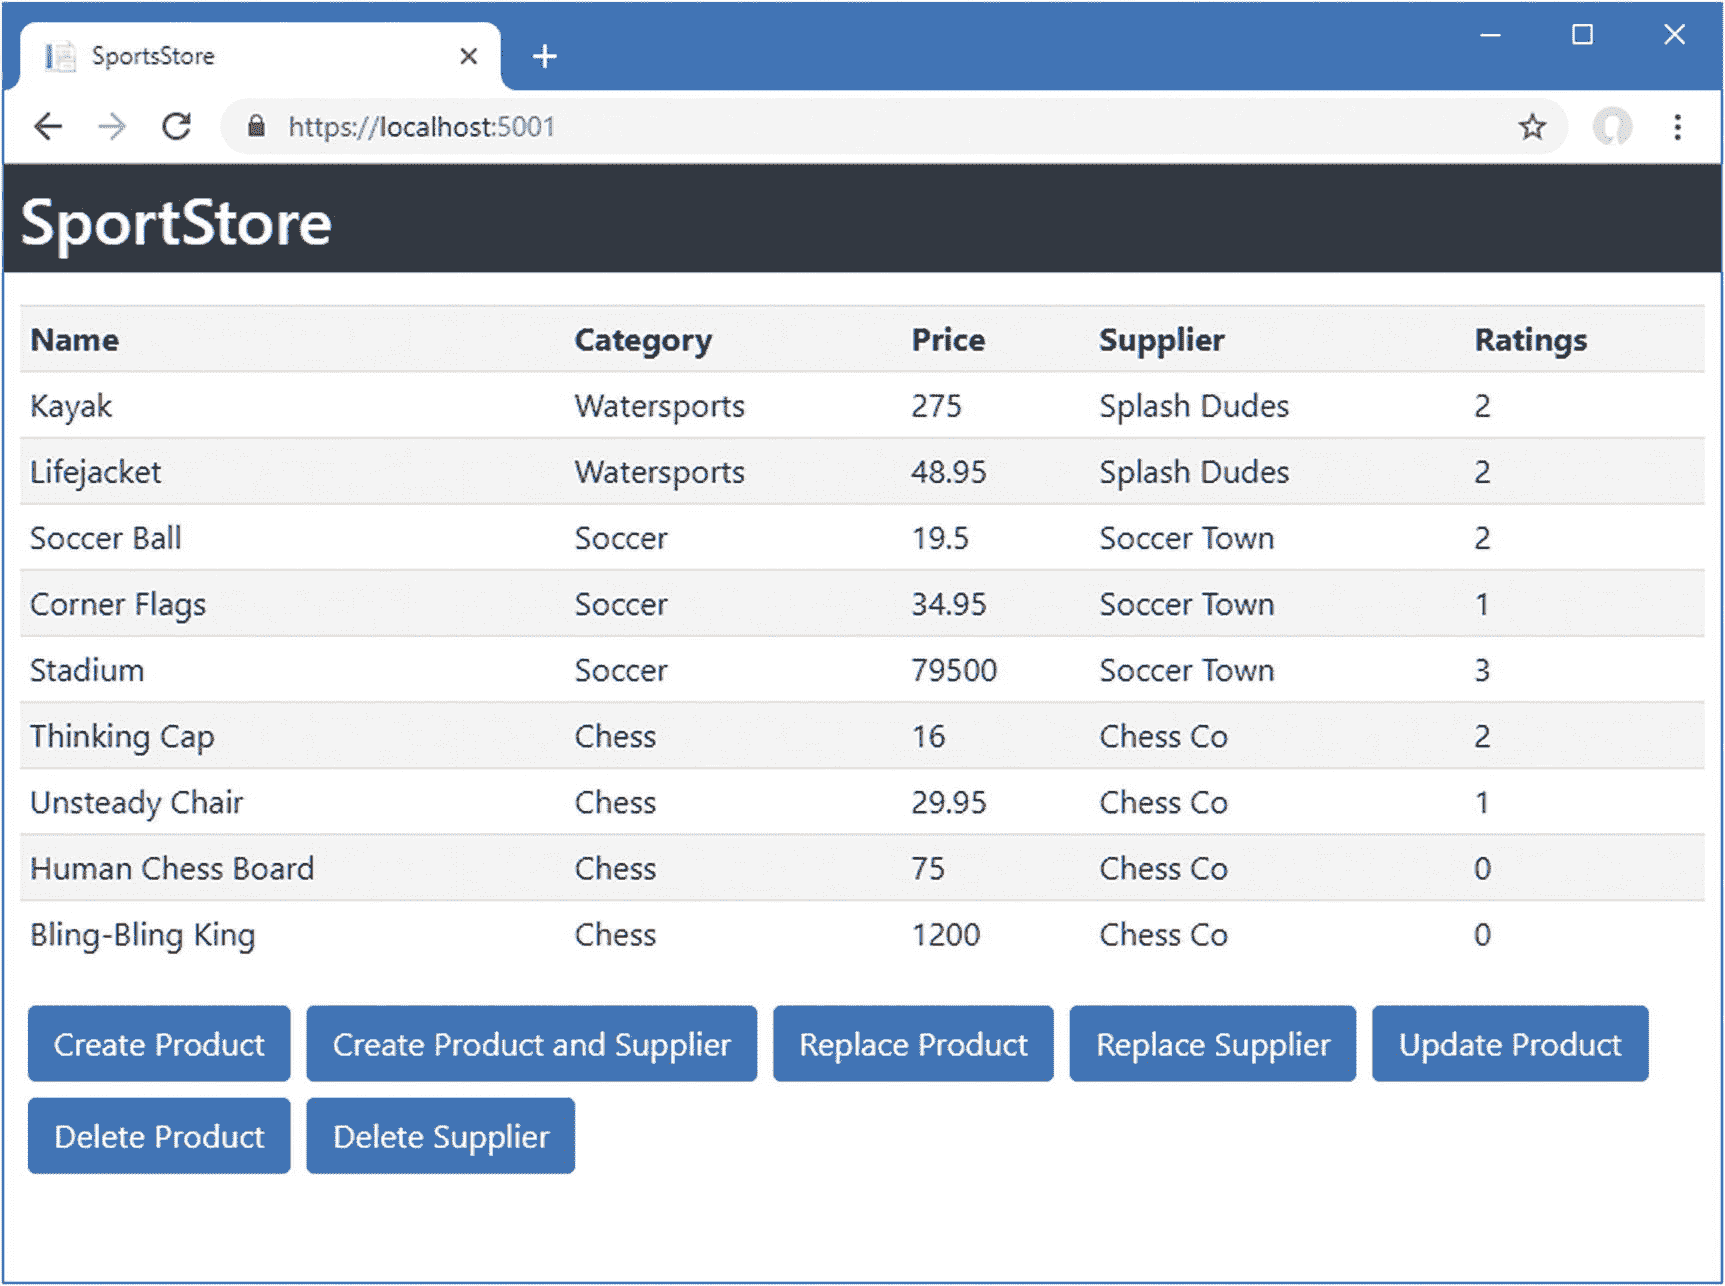 SportsStore
https://localhost:5001
SportStore
Name Category Price Supplier Ratings
Kayak Watersports 275 Splash Dudes 2
Lifejacket Watersports 48.95 Splash Dudes 2
Soccer Ball Soccer 19.5 Soccer Town 2
Corner Flags Soccer 34.95 Soccer Town 1
Stadium Soccer 79500 Soccer Town 3
Thinking Cap Chess 16 Chess Co 2
Unsteady Chair Chess 29.95 Chess Co 1
Human Chess Board Chess 75 Chess Co 0
Bling-Bling King Chess 1200 Chess Co 0
Create Product Create Product and Supplier Replace Product Replace Supplier Update Product
Delete Product Delete Supplier